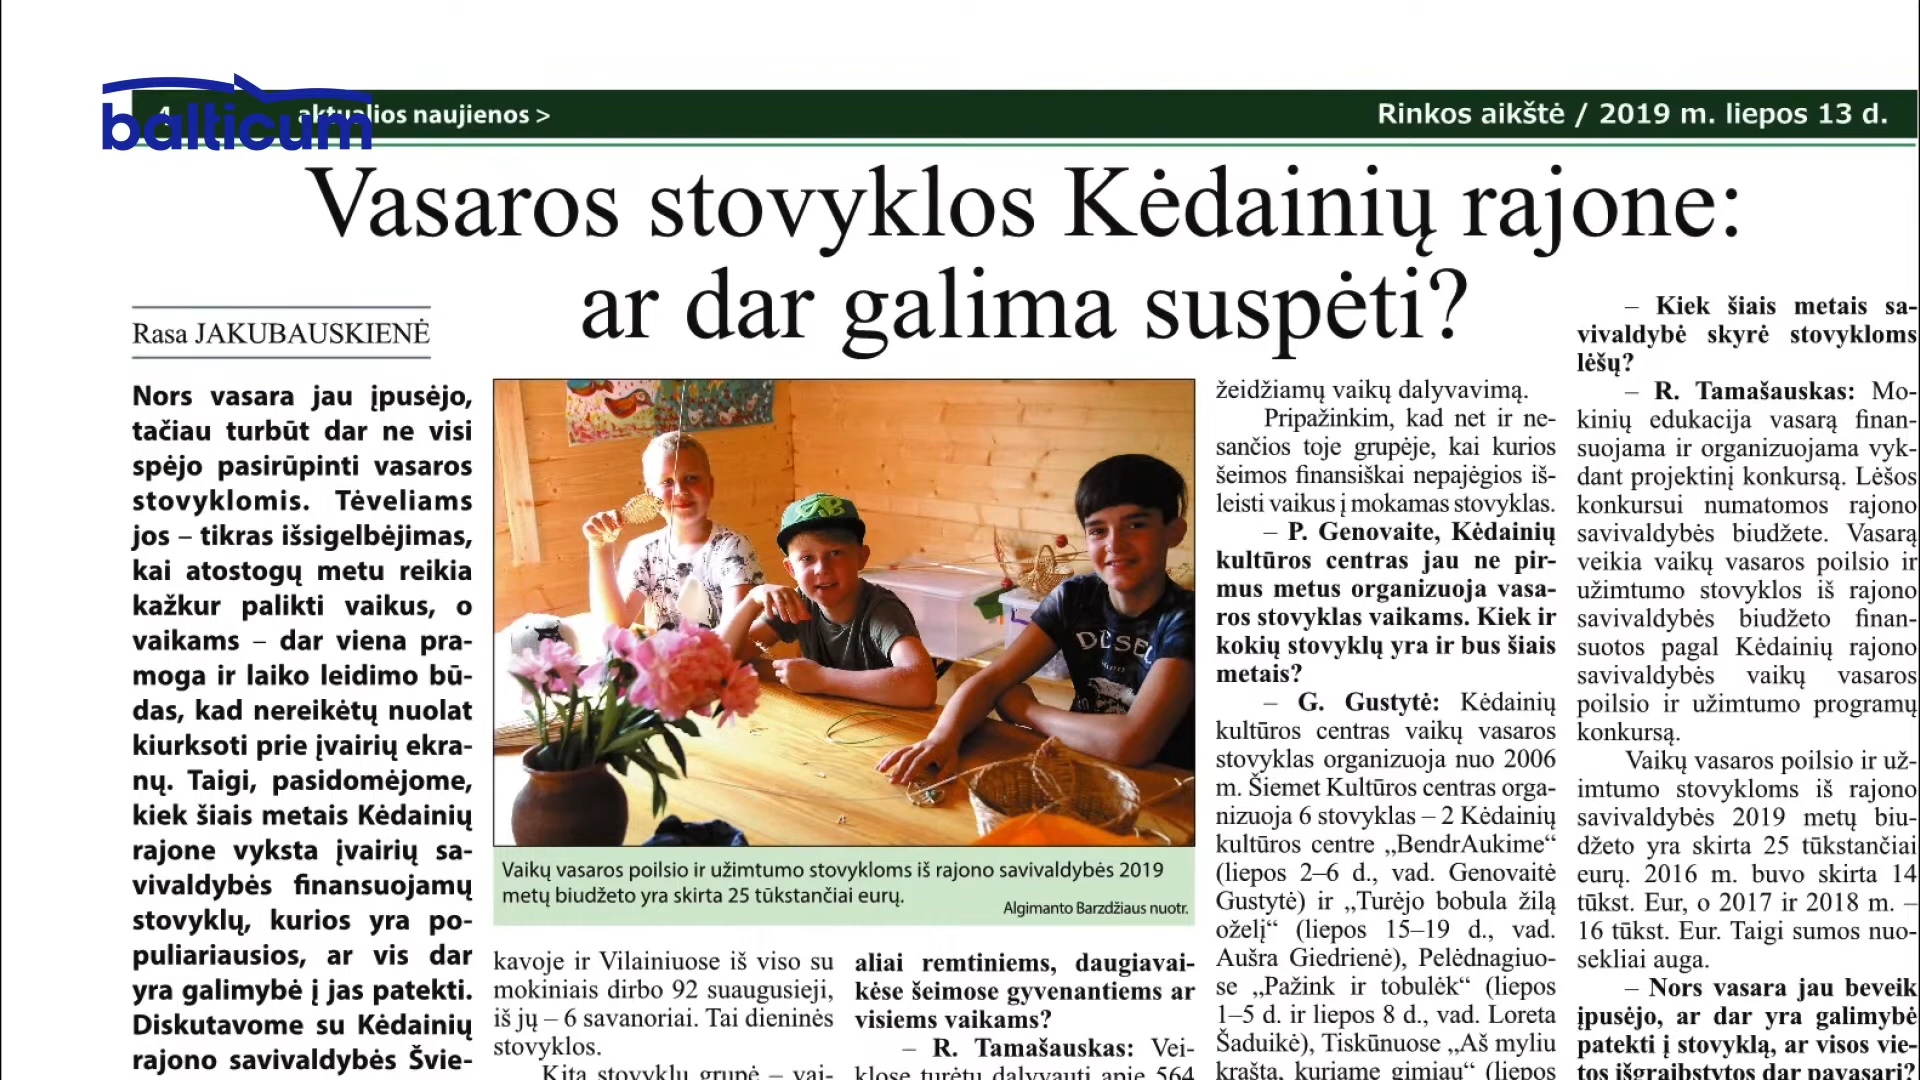 balticum
aktualios naujienos >
Rinkos aikštė / 2019 m. liepos 13 d.
Vasaros stovyklos Kėdainių rajone:
ar dar galima suspėti?
Rasa JAKUBAUSKIENĖ
Nors vasara jau įpusėjo,
tačiau turbūt dar ne visi
spėjo pasirūpinti vasaros
stovyklomis. Tėveliams
jos – tikras išsigelbėjimas,
kai atostogų metu reikia
kažkur palikti vaikus, o
vaikams – dar viena pra-
moga ir laiko leidimo bū-
das, kad nereikėtų nuolat
kiurksoti prie įvairių ekra-
nų. Taigi, pasidomėjome,
kiek šiais metais Kėdainių
rajone vyksta įvairių sa-
vivaldybės finansuojamų
stovyklų, kurios yra po-
puliariausios, ar vis dar
yra galimybė į jas patekti.
Diskutavome su Kėdainių
rajono savivaldybės Švie-
Vaikų vasaros poilsio ir užimtumo stovykloms iš rajono savivaldybės 2019
metų biudžeto yra skirta 25 tūkstančiai eurų.
Algimanto Barzdžiaus nuotr.
kavoje ir Vilainiuose iš viso su
mokiniais dirbo 92 suaugusieji,
iš jų – 6 savanoriai. Tai dieninės
stovyklos.
Kita stovyklų grupė – vai-
aliai remtiniems, daugiavai-
kėse šeimose gyvenantiems ar
visiems vaikams?
– R. Tamašauskas: Vei-
klose turėtų dalyvauti apie 564
žeidžiamų vaikų dalyvavimą.
Pripažinkim, kad net ir ne-
sančios toje grupėje, kai kurios
šeimos finansiškai nepajėgios iš-
leisti vaikus į mokamas stovyklas.
– P. Genovaite, Kėdainių
kultūros centras jau ne pir-
mus metus organizuoja vasa-
ros stovyklas vaikams. Kiek ir
kokių stovyklų yra ir bus šiais
metais?
– G. Gustytė: Kėdainių
kultūros centras vaikų vasaros
stovyklas organizuoja nuo 2006
m. Šiemet Kultūros centras orga-
nizuoja 6 stovyklas – 2 Kėdainių
kultūros centre „BendrAukime“
(liepos 2–6 d., vad. Genovaitė
Gustytė) ir „Turėjo bobula žilą
oželį“ (liepos 15–19 d., vad.
Aušra Giedrienė), Pelėdnagiuo-
se „Pažink ir tobulėk“ (liepos
1–5 d. ir liepos 8 d., vad. Loreta
Šaduikė), Tiskūnuose „Aš myliu
kraštą, kuriame gimiau“ (liepos
– Kiek šiais metais sa-
vivaldybė skyrė stovykloms
lėšų?
– R. Tamašauskas: Mo-
kinių edukacija vasarą finan-
suojama ir organizuojama vyk-
dant projektinį konkursą. Lėšos
konkursui numatomos rajono
savivaldybės biudžete. Vasarą
veikia vaikų vasaros poilsio ir
užimtumo stovyklos iš rajono
savivaldybės biudžeto finan-
suotos pagal Kėdainių rajono
savivaldybės vaikų vasaros
poilsio ir užimtumo programų
konkursą.
Vaikų vasaros poilsio ir už-
imtumo stovykloms iš rajono
savivaldybės 2019 metų biu-
džeto yra skirta 25 tūkstančiai
eurų. 2016 m. buvo skirta 14
tūkst. Eur, o 2017 ir 2018 m. –
16 tūkst. Eur. Taigi sumos nuo-
sekliai auga.
– Nors vasara jau beveik
įpusėjo, ar dar yra galimybė
patekti į stovyklą, ar visos vie-
tos išgraibstytos dar pavasarį?